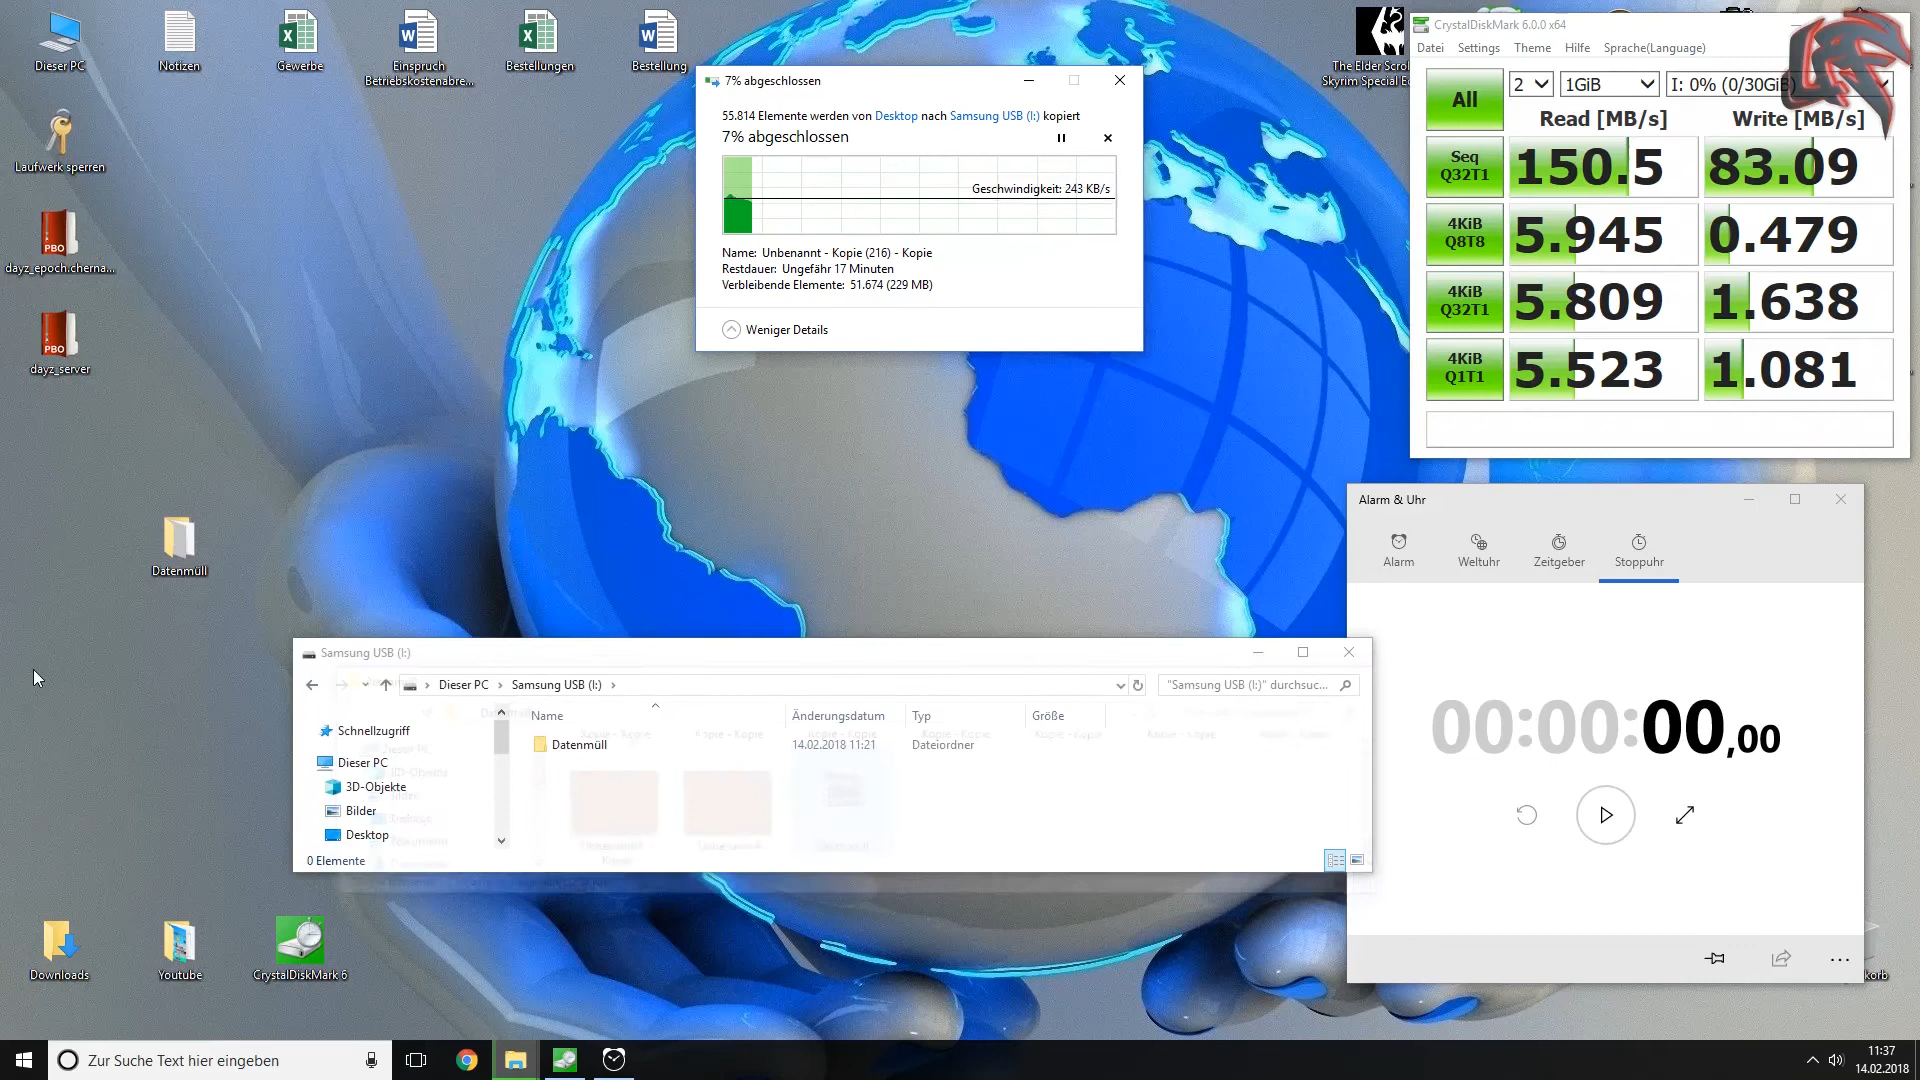 Dieser PC
Notizen
Gewerbe
Einspruch
Betriebskostenabre...
Bestellungen
Bestellung
The Elder Scrol
Skyrim Special Ed
Laufwerk sperren
PBO
dayz_epoch.cherna...
PBO
dayz_server
Datenmüll
Downloads
Youtube
CrystalDiskMark 6
korb
7% abgeschlossen
55.814 Elemente werden von Desktop nach Samsung USB (I:) kopiert
7% abgeschlossen
Geschwindigkeit: 243 KB/s
Name: Unbenannt - Kopie (216) - Kopie
Restdauer: Ungefähr 17 Minuten
Verbleibende Elemente: 51.674 (229 MB)
Weniger Details
CrystalDiskMark 6.0.0 x64
Datei Settings Theme Hilfe Sprache(Language)
All 2 1GiB I: 0% (0/30GiB)
Read [MB/s] Write [MB/s]
Seq
Q32T1
150.5 83.09
4KiB
Q8T8
5.945 0.479
4KiB
Q32T1
5.809 1.638
4KiB
Q1T1
5.523 1.081
Alarm & Uhr
Alarm Weltuhr Zeitgeber Stoppuhr
00:00:00,00
Samsung USB (I:)
Dieser PC > Samsung USB (I:) >
"Samsung USB (I:)" durchsuc...
Name Änderungsdatum Typ Größe
Datenmüll 14.02.2018 11:21 Dateiordner
Schnellzugriff
Dieser PC
3D-Objekte
Bilder
Desktop
0 Elemente
Zur Suche Text hier eingeben
11:37
14.02.2018